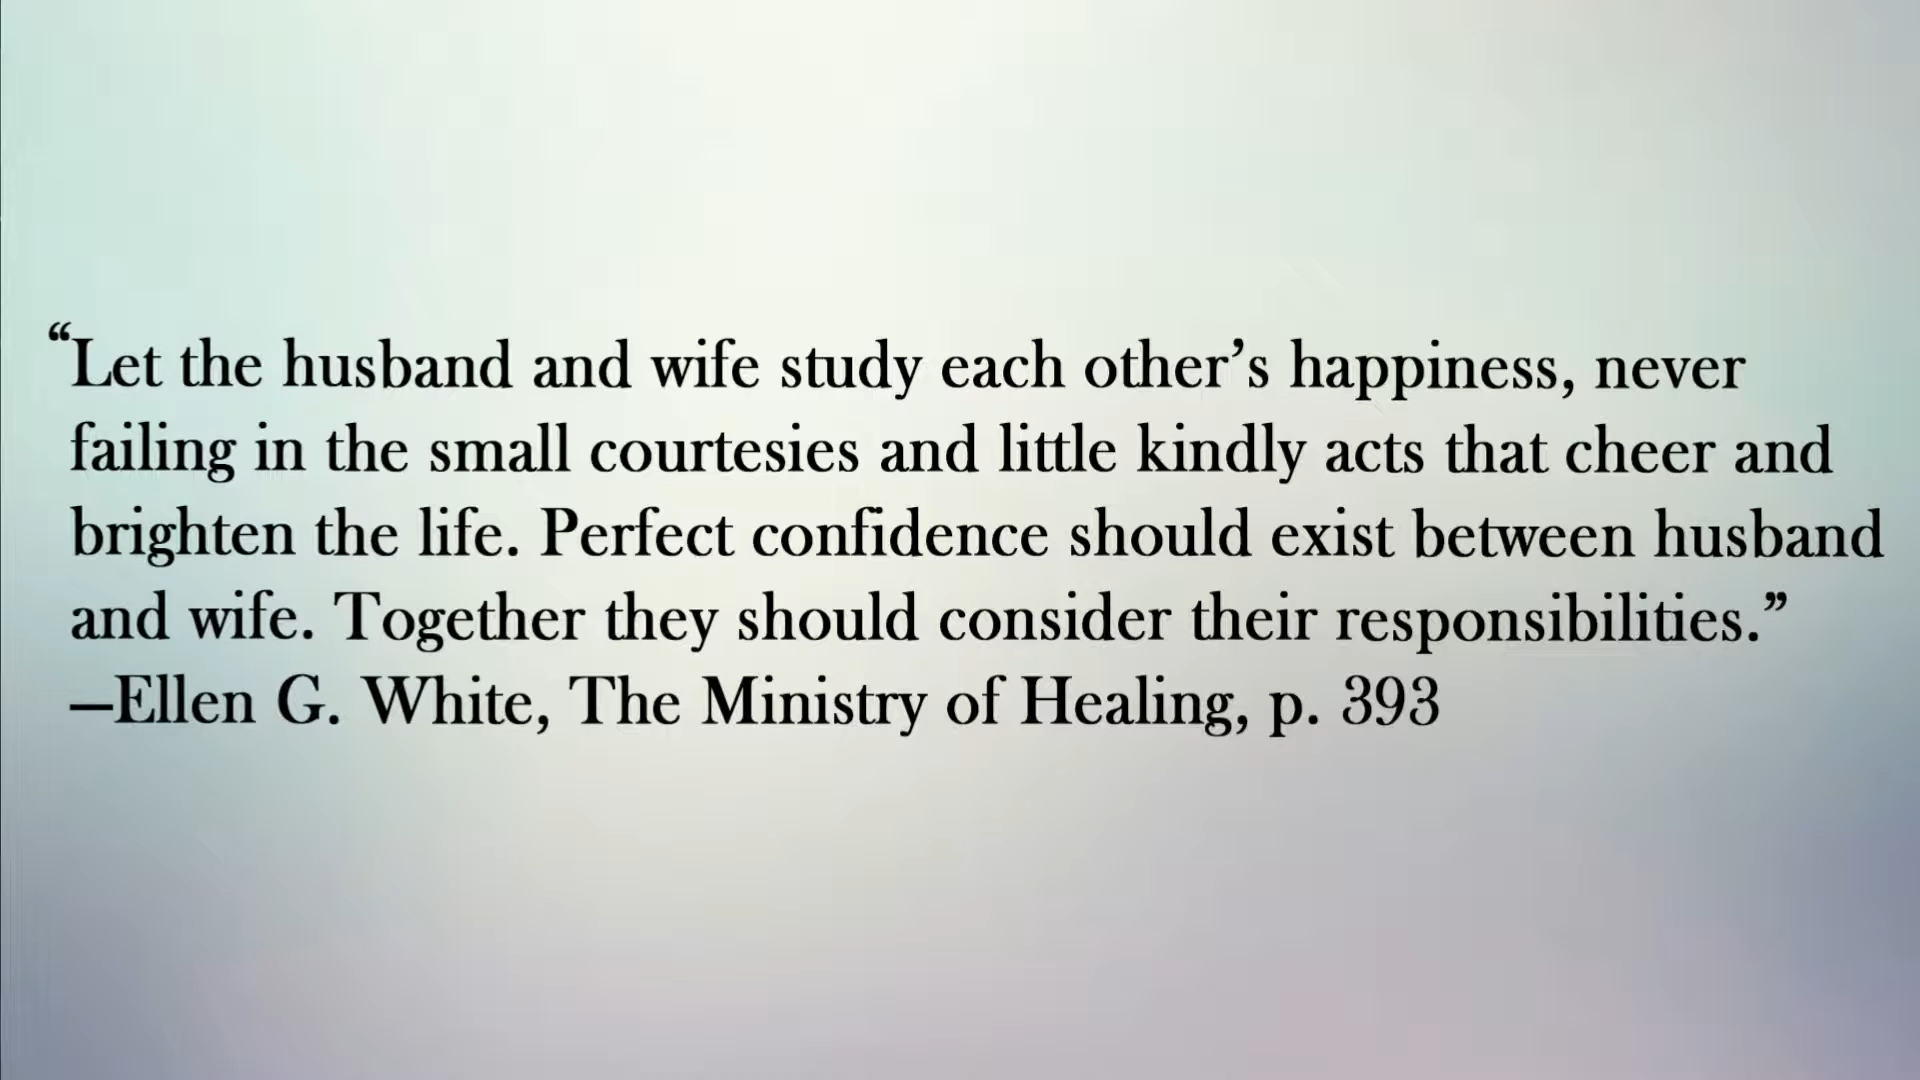 “Let the husband and wife study each other’s happiness, never
failing in the small courtesies and little kindly acts that cheer and
brighten the life. Perfect confidence should exist between husband
and wife. Together they should consider their responsibilities.”
—Ellen G. White, The Ministry of Healing, p. 393